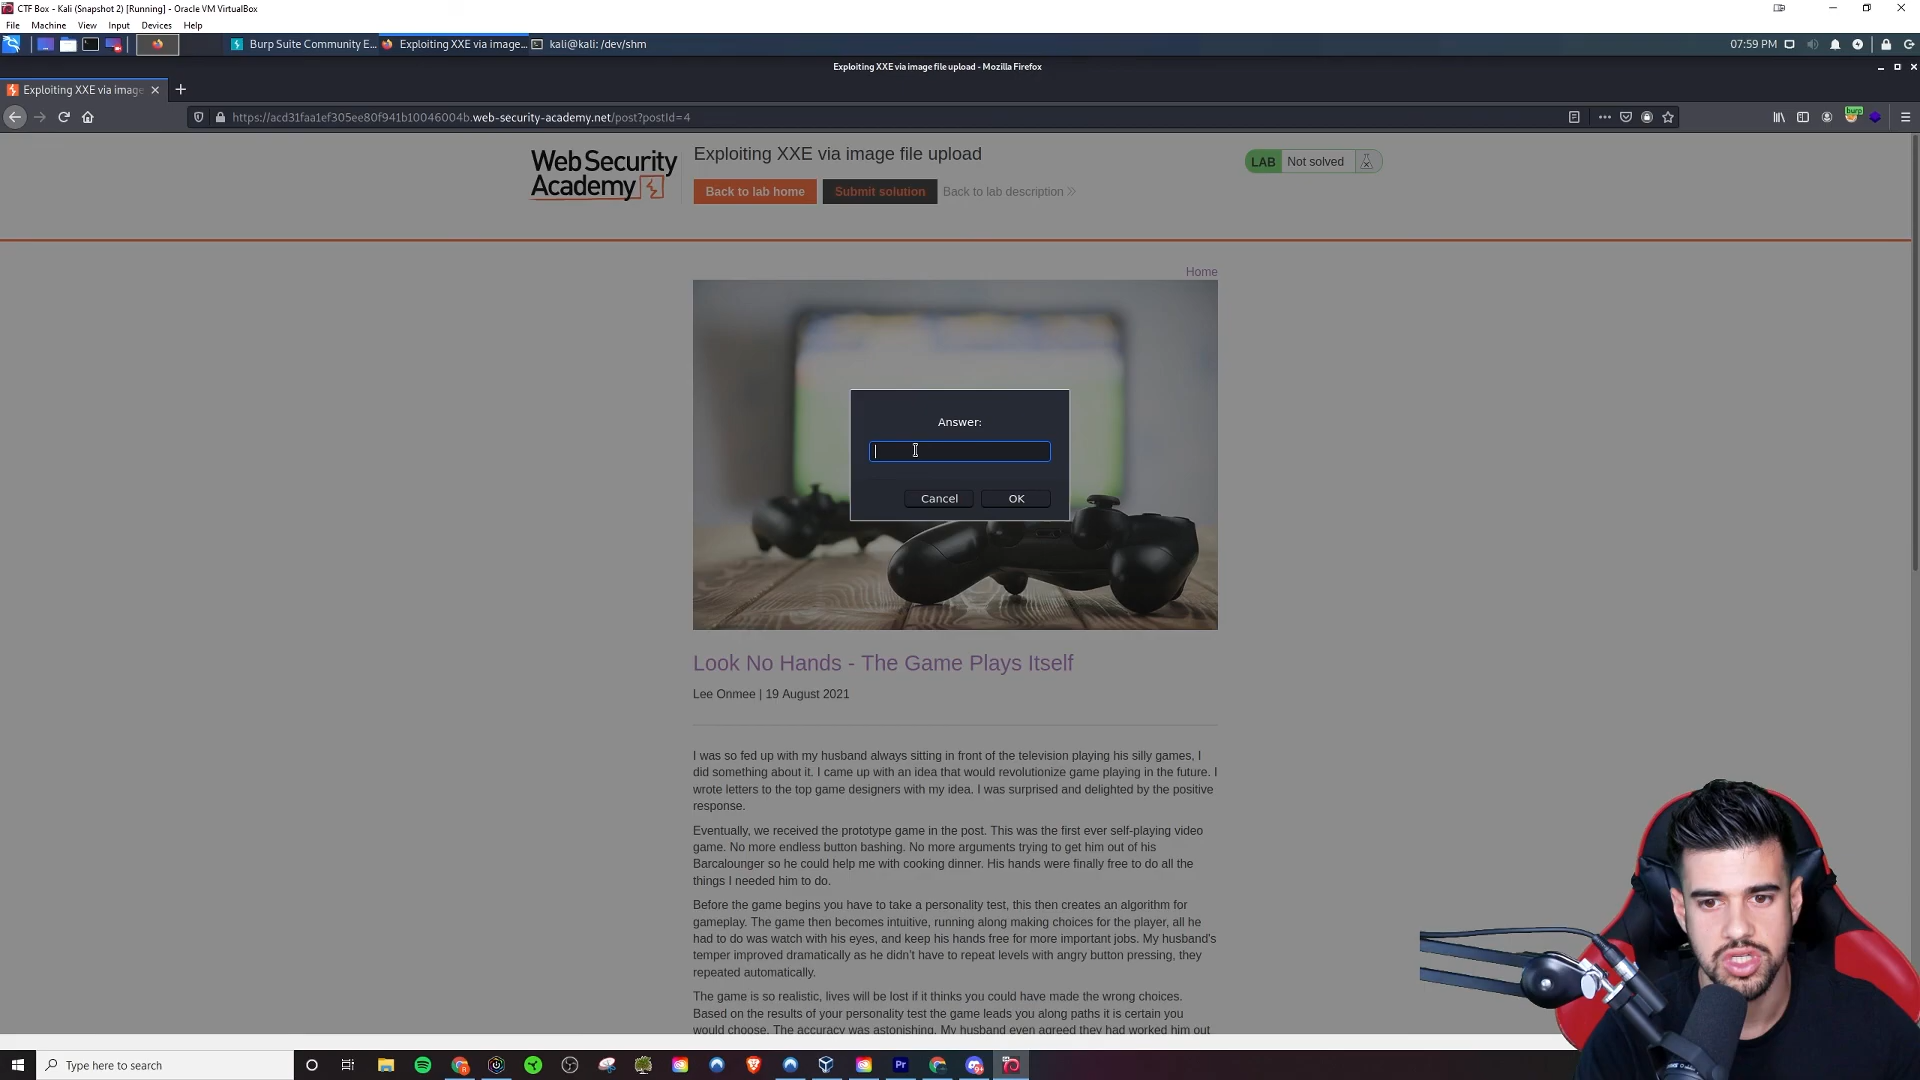 CTF Box - Kali (Snapshot 2) [Running] - Oracle VM VirtualBox
File Machine View Input Devices Help
Burp Suite Community E... Exploiting XXE via image... kali@kali: /dev/shm 07:59 PM
Exploiting XXE via image file upload - Mozilla Firefox
Exploiting XXE via image
https://acd31faa1ef305ee80f941b10046004b.web-security-academy.net/post?postId=4
burp
WebSecurity
Academy
Exploiting XXE via image file upload
LAB Not solved
Back to lab home Submit solution Back to lab description
Home
Answer:
Cancel OK
Look No Hands - The Game Plays Itself
Lee Onmee | 19 August 2021
I was so fed up with my husband always sitting in front of the television playing his silly games, I
did something about it. I came up with an idea that would revolutionize game playing in the future. I
wrote letters to the top game designers with my idea. I was surprised and delighted by the positive
response.
Eventually, we received the prototype game in the post. This was the first ever self-playing video
game. No more endless button bashing. No more arguments trying to get him out of his
Barcalounger so he could help me with cooking dinner. His hands were finally free to do all the
things I needed him to do.
Before the game begins you have to take a personality test, this then creates an algorithm for
gameplay. The game then becomes intuitive, running along making choices for the player, all he
had to do was watch with his eyes, and keep his hands free for more important jobs. My husband's
temper improved dramatically as he didn't have to repeat levels with angry button pressing, they
repeated automatically.
The game is so realistic, lives will be lost if it thinks you could have made the wrong choices.
Based on the results of your personality test the game leads you along paths it is certain you
would choose. The accuracy was astonishing. My husband even agreed they had worked him out
Type here to search
Pr